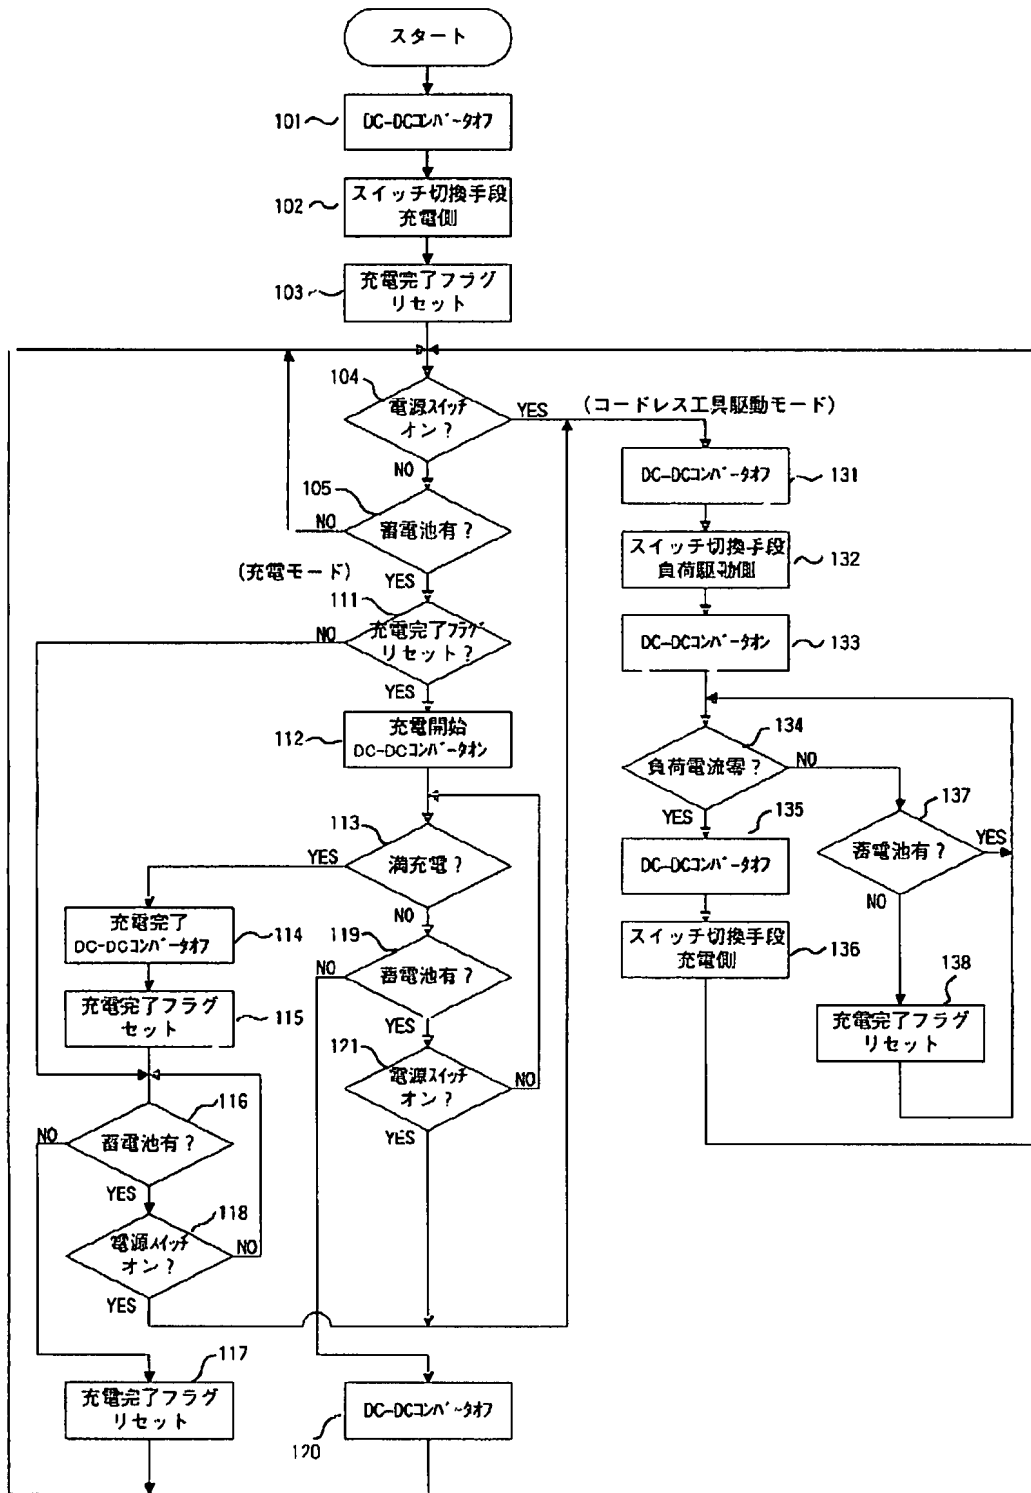 スタート
101
DC-DCコンバータオフ
102
スイッチ切換手段
充電側
103
充電完了フラグ
リセット
104
電源スイッチ
オン?
YES
(コードレス工具駆動モード)
NO
105
蓄電池有?
NO
YES
(充電モード)
111
充電完了フラグ
リセット?
NO
YES
112
充電開始
DC-DCコンバータオン
113
満充電?
YES
NO
充電完了
DC-DCコンバータオフ
114
充電完了フラグ
セット
115
119
蓄電池有?
NO
YES
121
電源スイッチ
オン?
NO
YES
116
蓄電池有?
NO
YES
118
電源スイッチ
オン?
NO
YES
117
充電完了フラグ
リセット
DC-DCコンバータオフ
120
DC-DCコンバータオフ
131
スイッチ切換手段
負荷駆動側
132
DC-DCコンバータオン
133
134
負荷電流零?
NO
YES
135
DC-DCコンバータオフ
スイッチ切換手段
充電側
136
137
蓄電池有?
YES
NO
138
充電完了フラグ
リセット